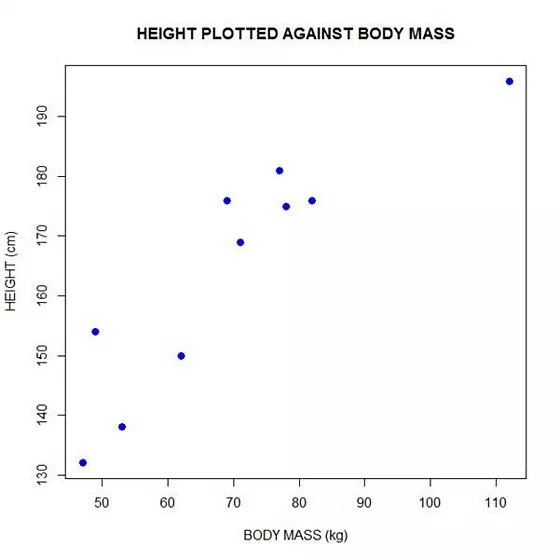 HEIGHT PLOTTED AGAINST BODY MASS
190
180
170
160
150
140
130
HEIGHT (cm)
50 60 70 80 90 100 110
BODY MASS (kg)